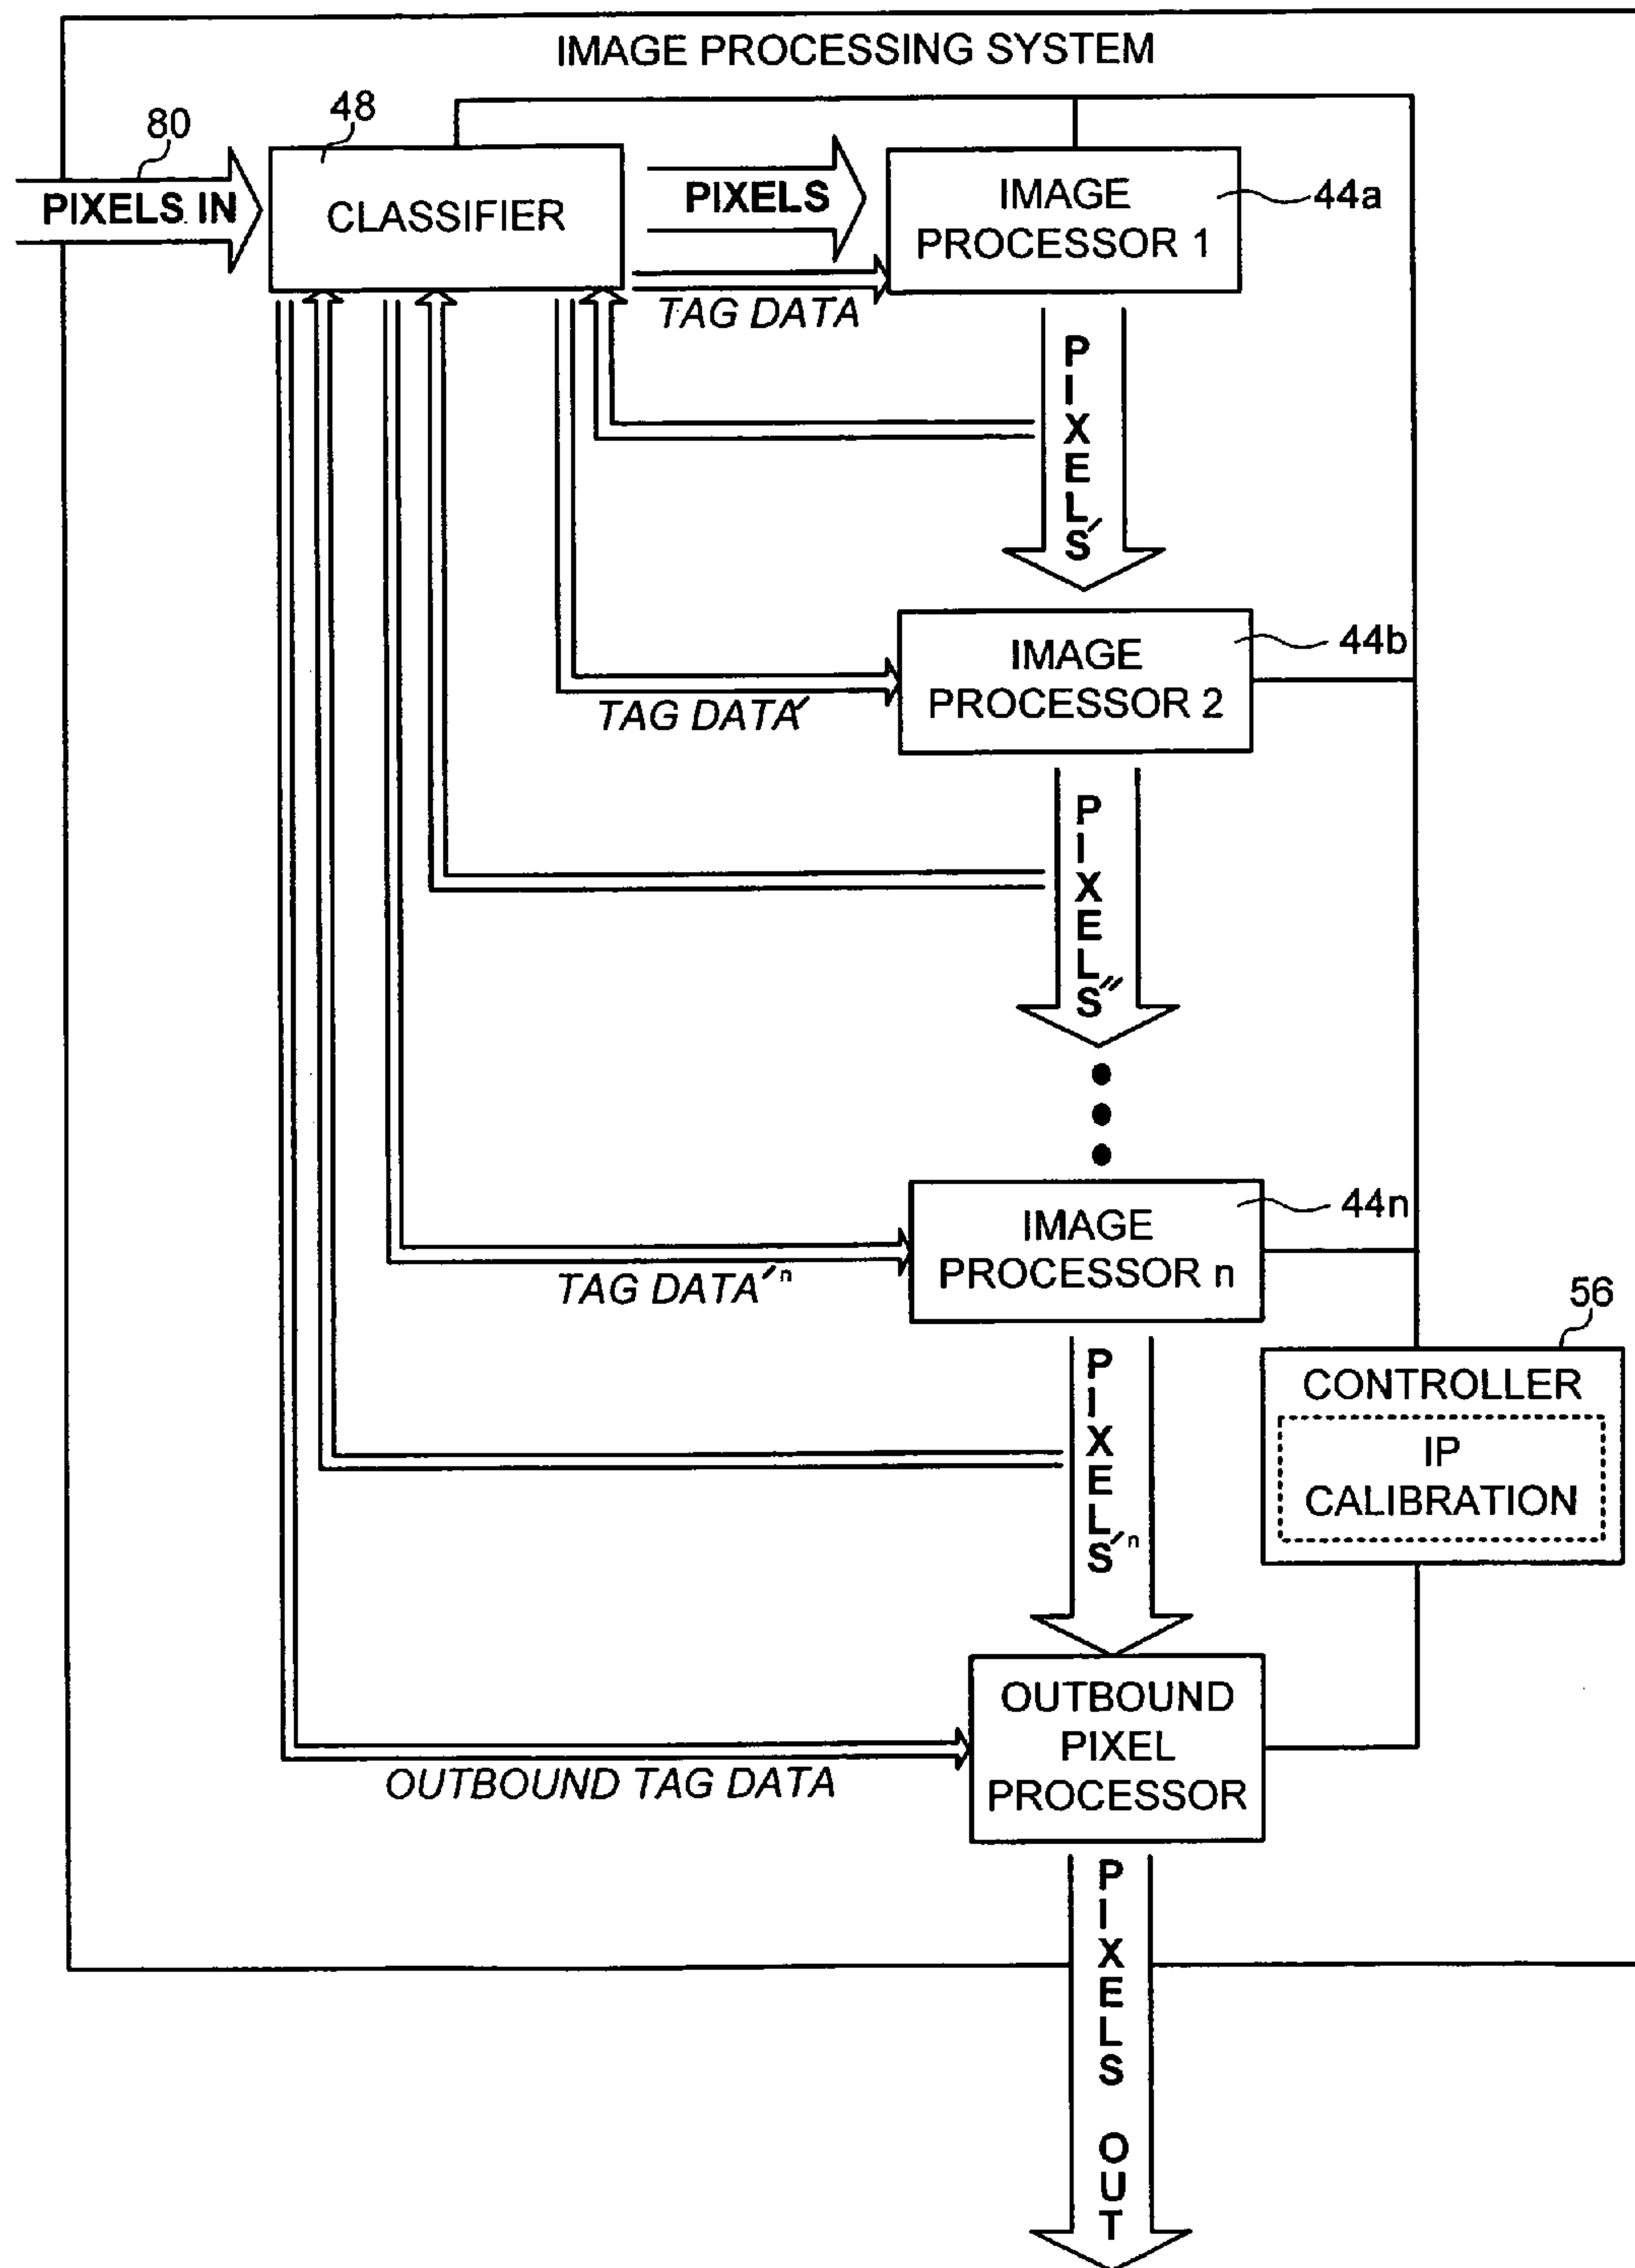 IMAGE PROCESSING SYSTEM
80
48
PIXELS IN
CLASSIFIER
PIXELS
IMAGE
PROCESSOR 1
44a
TAG DATA
PIXELS′
IMAGE
PROCESSOR 2
44b
TAG DATA′
PIXELS″
IMAGE
PROCESSOR n
44n
TAG DATA′ⁿ
56
CONTROLLER
IP
CALIBRATION
PIXELS′ⁿ
OUTBOUND
PIXEL
PROCESSOR
OUTBOUND TAG DATA
PIXELS OUT